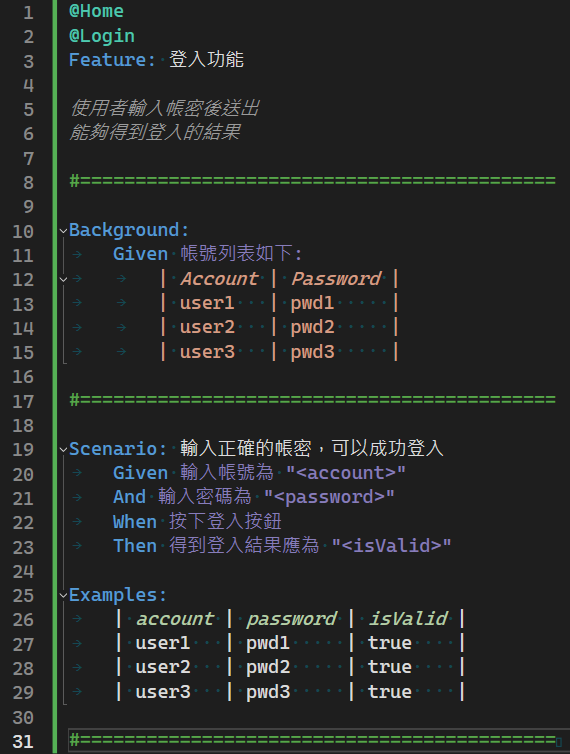 1 @Home
2 @Login
3 Feature: 登入功能
4
5 使用者輸入帳密後送出
6 能夠得到登入的結果
7
8 #===========================================
9
10 Background:
11 Given 帳號列表如下:
12 | Account | Password |
13 | user1 | pwd1 |
14 | user2 | pwd2 |
15 | user3 | pwd3 |
16
17 #===========================================
18
19 Scenario: 輸入正確的帳密，可以成功登入
20 Given 輸入帳號為 "<account>"
21 And 輸入密碼為 "<password>"
22 When 按下登入按鈕
23 Then 得到登入結果應為 "<isValid>"
24
25 Examples:
26 | account | password | isValid |
27 | user1 | pwd1 | true |
28 | user2 | pwd2 | true |
29 | user3 | pwd3 | true |
30
31 #===========================================